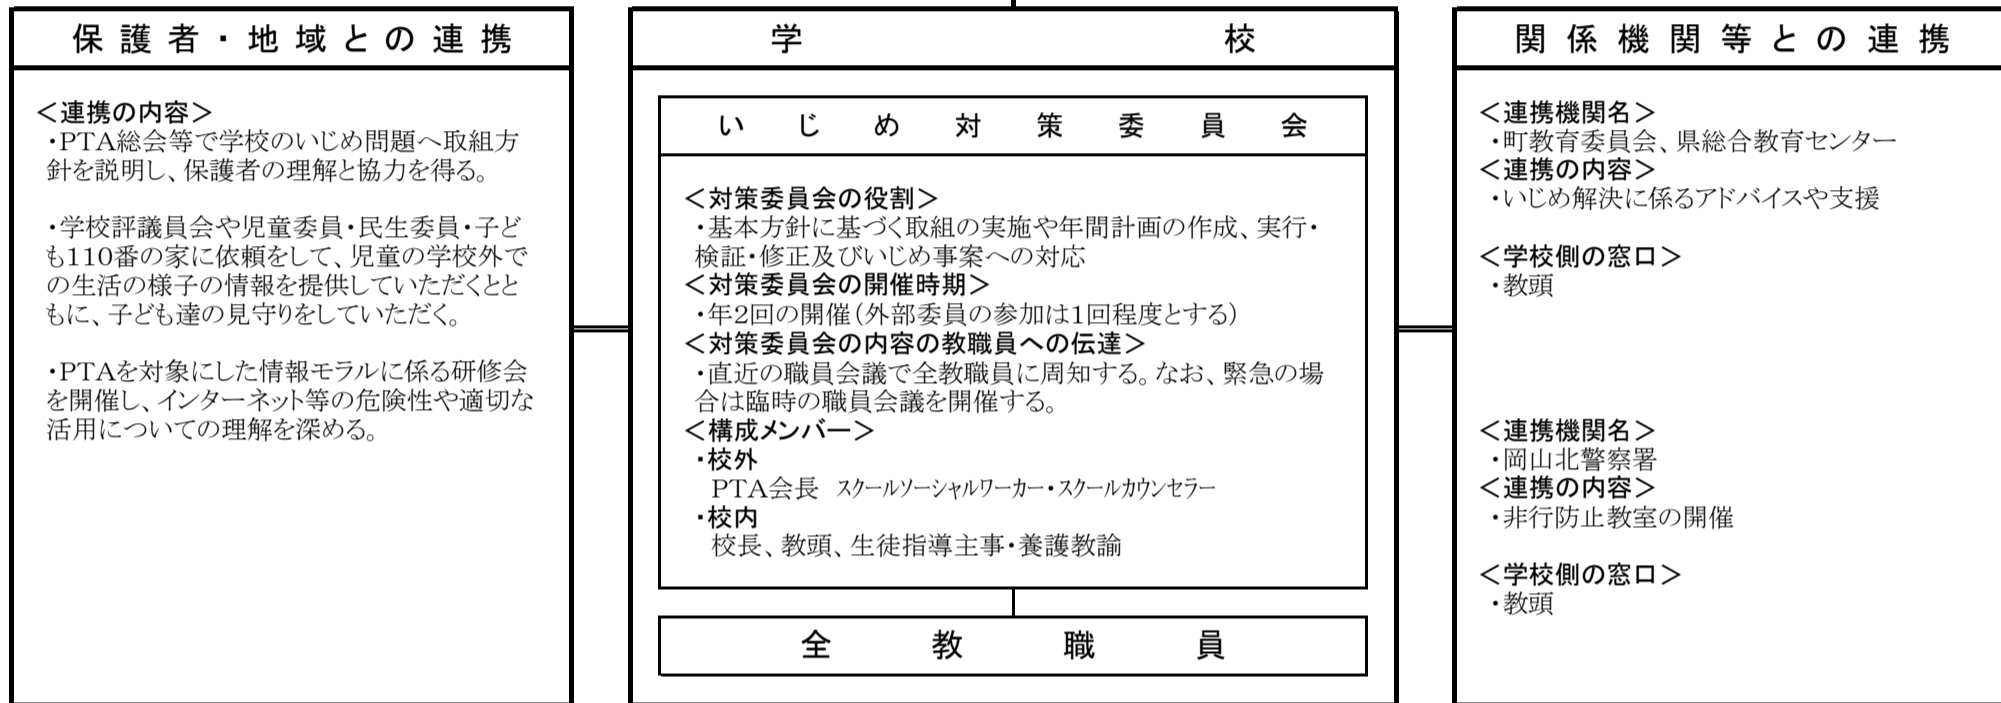 保護者・地域との連携
<連携の内容>
・PTA総会等で学校のいじめ問題へ取組方
針を説明し、保護者の理解と協力を得る。
・学校評議員会や児童委員・民生委員・子ど
も110番の家に依頼をして、児童の学校外で
の生活の様子の情報を提供していただくとと
もに、子ども達の見守りをしていただく。
・PTAを対象にした情報モラルに係る研修会
を開催し、インターネット等の危険性や適切な
活用についての理解を深める。
学校
いじめ対策委員会
<対策委員会の役割>
・基本方針に基づく取組の実施や年間計画の作成、実行・
検証・修正及びいじめ事案への対応
<対策委員会の開催時期>
・年2回の開催(外部委員の参加は1回程度とする)
<対策委員会の内容の教職員への伝達>
・直近の職員会議で全教職員に周知する。なお、緊急の場
合は臨時の職員会議を開催する。
<構成メンバー>
・校外
PTA会長 スクールソーシャルワーカー・スクールカウンセラー
・校内
校長、教頭、生徒指導主事・養護教諭
全教職員
関係機関等との連携
<連携機関名>
・町教育委員会、県総合教育センター
<連携の内容>
・いじめ解決に係るアドバイスや支援
<学校側の窓口>
・教頭
<連携機関名>
・岡山北警察署
<連携の内容>
・非行防止教室の開催
<学校側の窓口>
・教頭